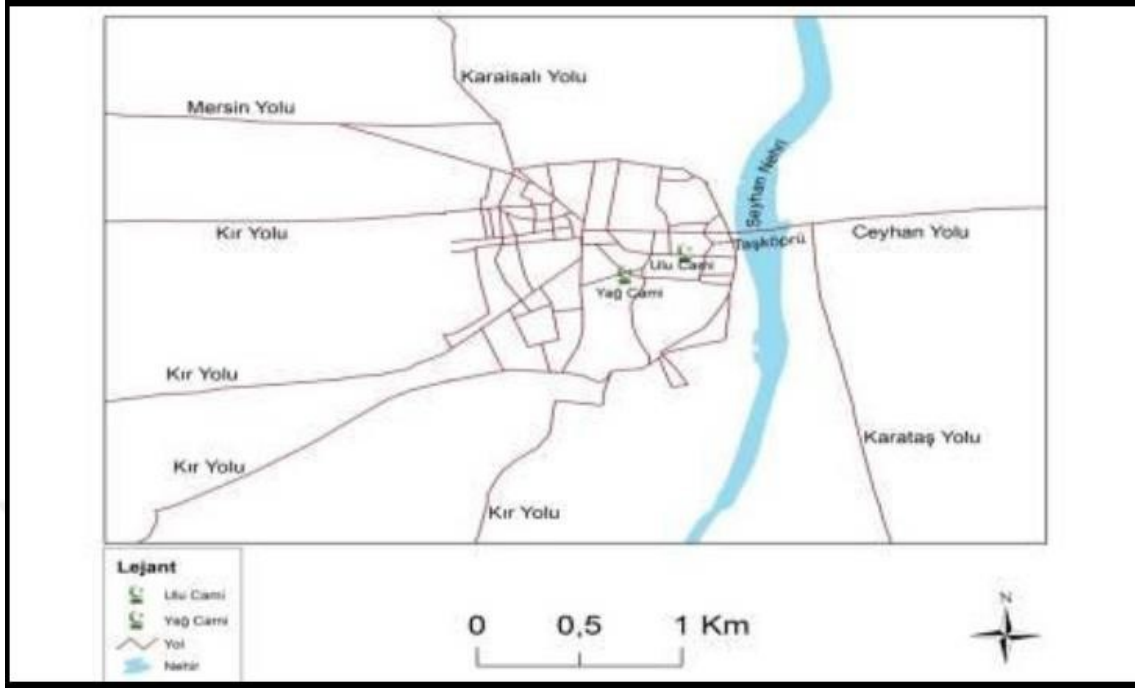 Karaisalı Yolu
Mersin Yolu
Seyhan Nehri
Kır Yolu
Ceyhan Yolu
Taşköprü
Ulu Cami
Yağ Cami
Kır Yolu
Karataş Yolu
Kır Yolu
Kır Yolu
Lejant
Ulu Cami
Yağ Cami
Yol
Nehir
0 0,5 1 Km
N